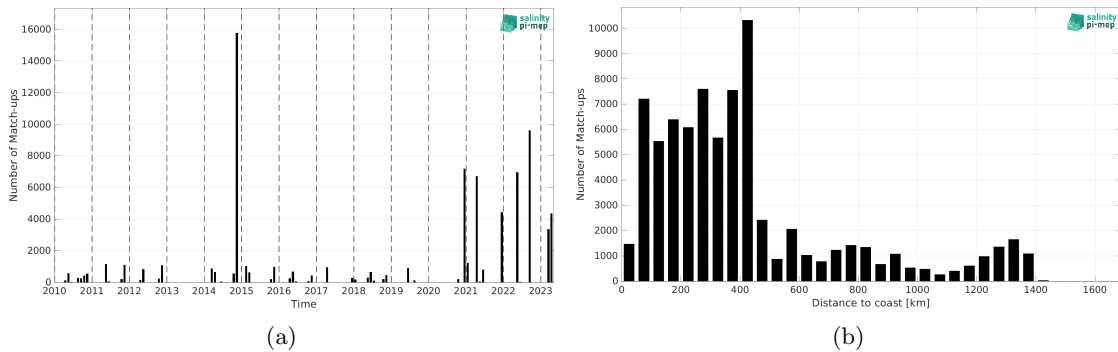 salinity
pi-mep
Number of Match-ups
16000
14000
12000
10000
8000
6000
4000
2000
0
2010 2011 2012 2013 2014 2015 2016 2017 2018 2019 2020 2021 2022 2023
Time
(a)
salinity
pi-mep
Number of Match-ups
10000
9000
8000
7000
6000
5000
4000
3000
2000
1000
0
0 200 400 600 800 1000 1200 1400 1600
Distance to coast [km]
(b)